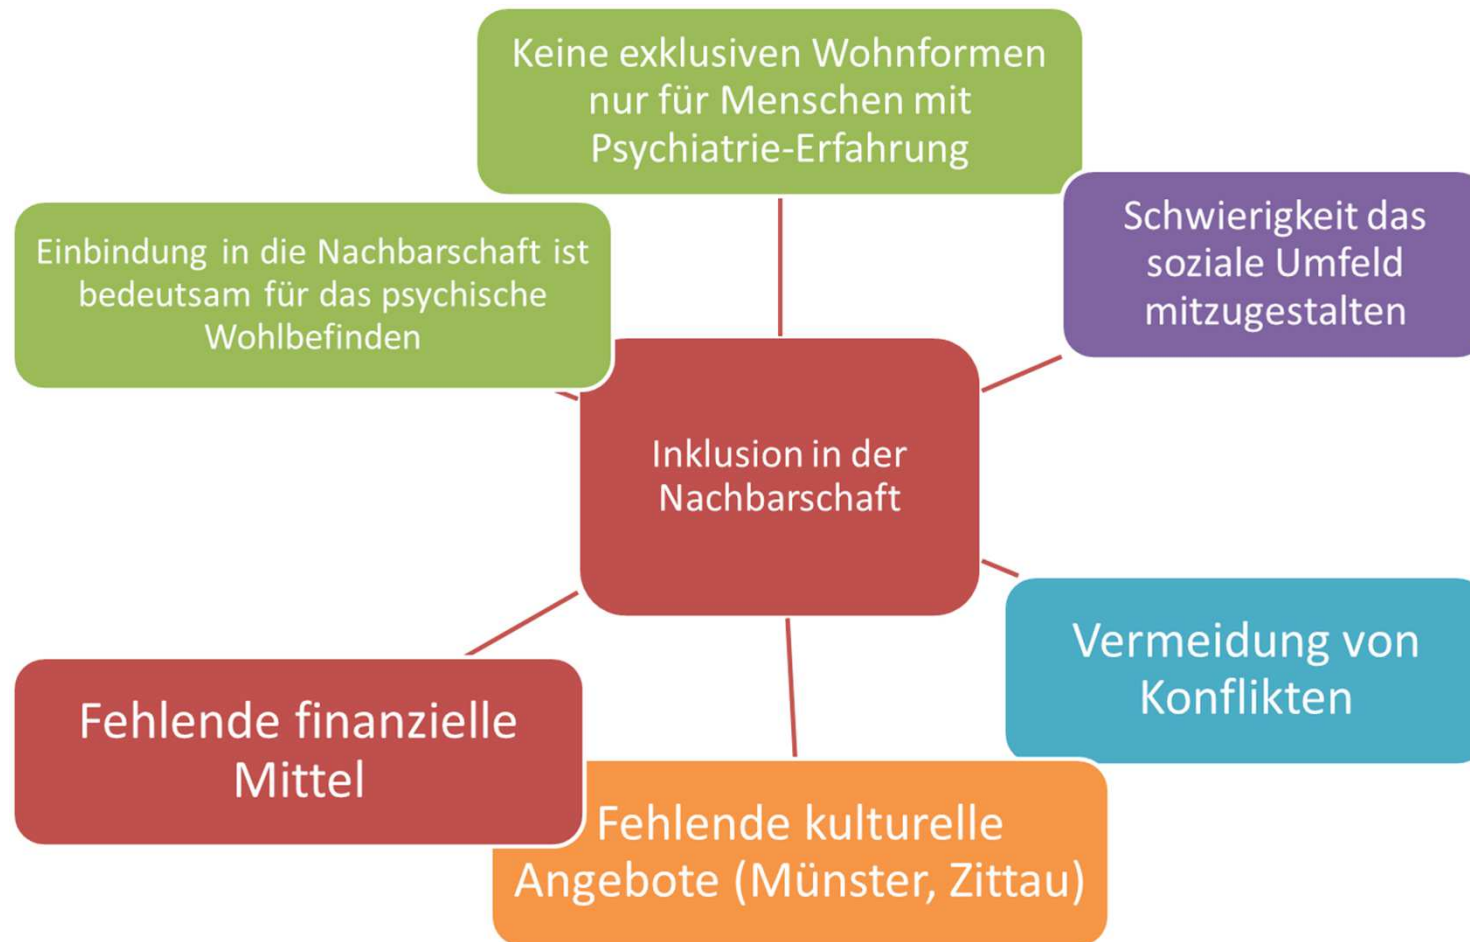 Keine exklusiven Wohnformen
nur für Menschen mit
Psychiatrie-Erfahrung
Schwierigkeit das
soziale Umfeld
mitzugestalten
Einbindung in die Nachbarschaft ist
bedeutsam für das psychische
Wohlbefinden
Inklusion in der
Nachbarschaft
Vermeidung von
Konflikten
Fehlende finanzielle
Mittel
Fehlende kulturelle
Angebote (Münster, Zittau)